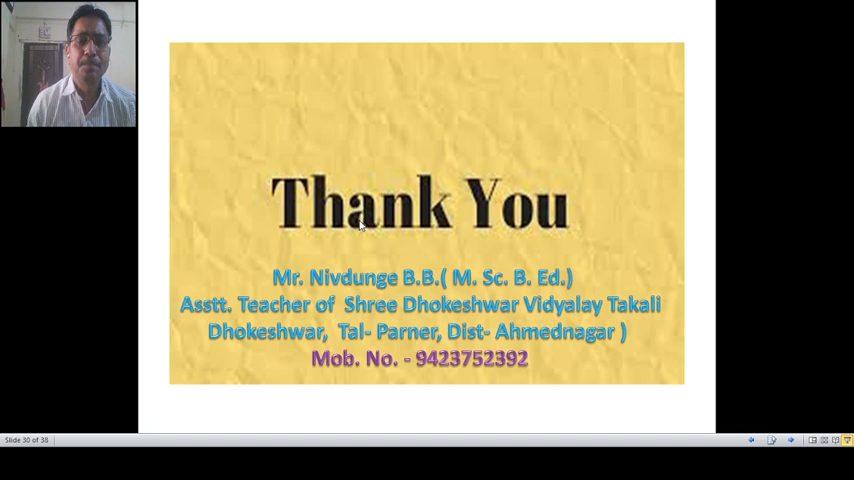 Thank You
Mr. Nivdunge B.B.( M. Sc. B. Ed.)
Asstt. Teacher of Shree Dhokeshwar Vidyalay Takali
Dhokeshwar, Tal- Parner, Dist- Ahmednagar )
Mob. No. - 9423752392
Slide 30 of 38